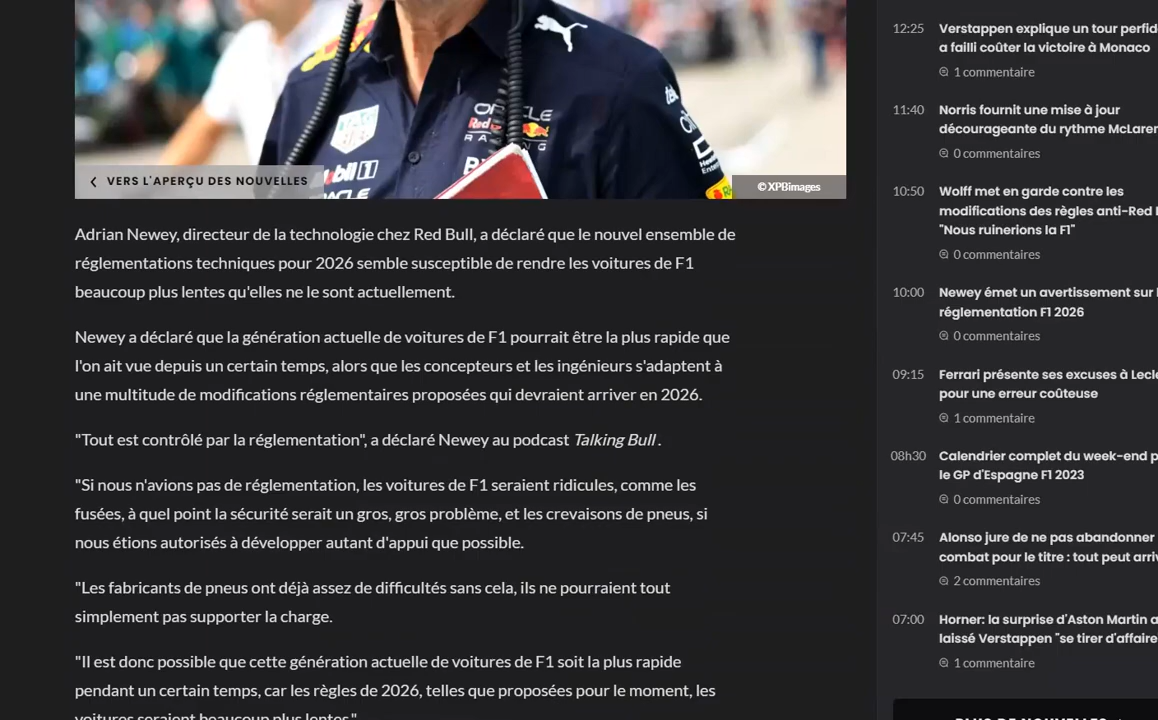 ORACLE
Red Bull
RACING
VERS L'APERÇU DES NOUVELLES
©XPBimages
Adrian Newey, directeur de la technologie chez Red Bull, a déclaré que le nouvel ensemble de
réglementations techniques pour 2026 semble susceptible de rendre les voitures de F1
beaucoup plus lentes qu'elles ne le sont actuellement.
Newey a déclaré que la génération actuelle de voitures de F1 pourrait être la plus rapide que
l'on ait vue depuis un certain temps, alors que les concepteurs et les ingénieurs s'adaptent à
une multitude de modifications réglementaires proposées qui devraient arriver en 2026.
"Tout est contrôlé par la réglementation", a déclaré Newey au podcast Talking Bull .
"Si nous n'avions pas de réglementation, les voitures de F1 seraient ridicules, comme les
fusées, à quel point la sécurité serait un gros, gros problème, et les crevaisons de pneus, si
nous étions autorisés à développer autant d'appui que possible.
"Les fabricants de pneus ont déjà assez de difficultés sans cela, ils ne pourraient tout
simplement pas supporter la charge.
"Il est donc possible que cette génération actuelle de voitures de F1 soit la plus rapide
pendant un certain temps, car les règles de 2026, telles que proposées pour le moment, les
voitures seraient beaucoup plus lentes"
12:25
Verstappen explique un tour
a failli coûter la victoire à Monaco
1 commentaire
11:40
Norris fournit une mise à jour
décourageante du rythme McLaren
0 commentaires
10:50
Wolff met en garde contre les
modifications des règles anti-Red
"Nous ruinerions la F1"
0 commentaires
10:00
Newey émet un avertissement sur
réglementation F1 2026
0 commentaires
09:15
Ferrari présente ses excuses à
pour une erreur coûteuse
1 commentaire
08h30
Calendrier complet du week-end
le GP d'Espagne F1 2023
0 commentaires
07:45
Alonso jure de ne pas abandonner
combat pour le titre : tout peut
2 commentaires
07:00
Horner: la surprise d'Aston Martin
laissé Verstappen "se tirer d'affaire
1 commentaire
PLUS DE NOUVELLES